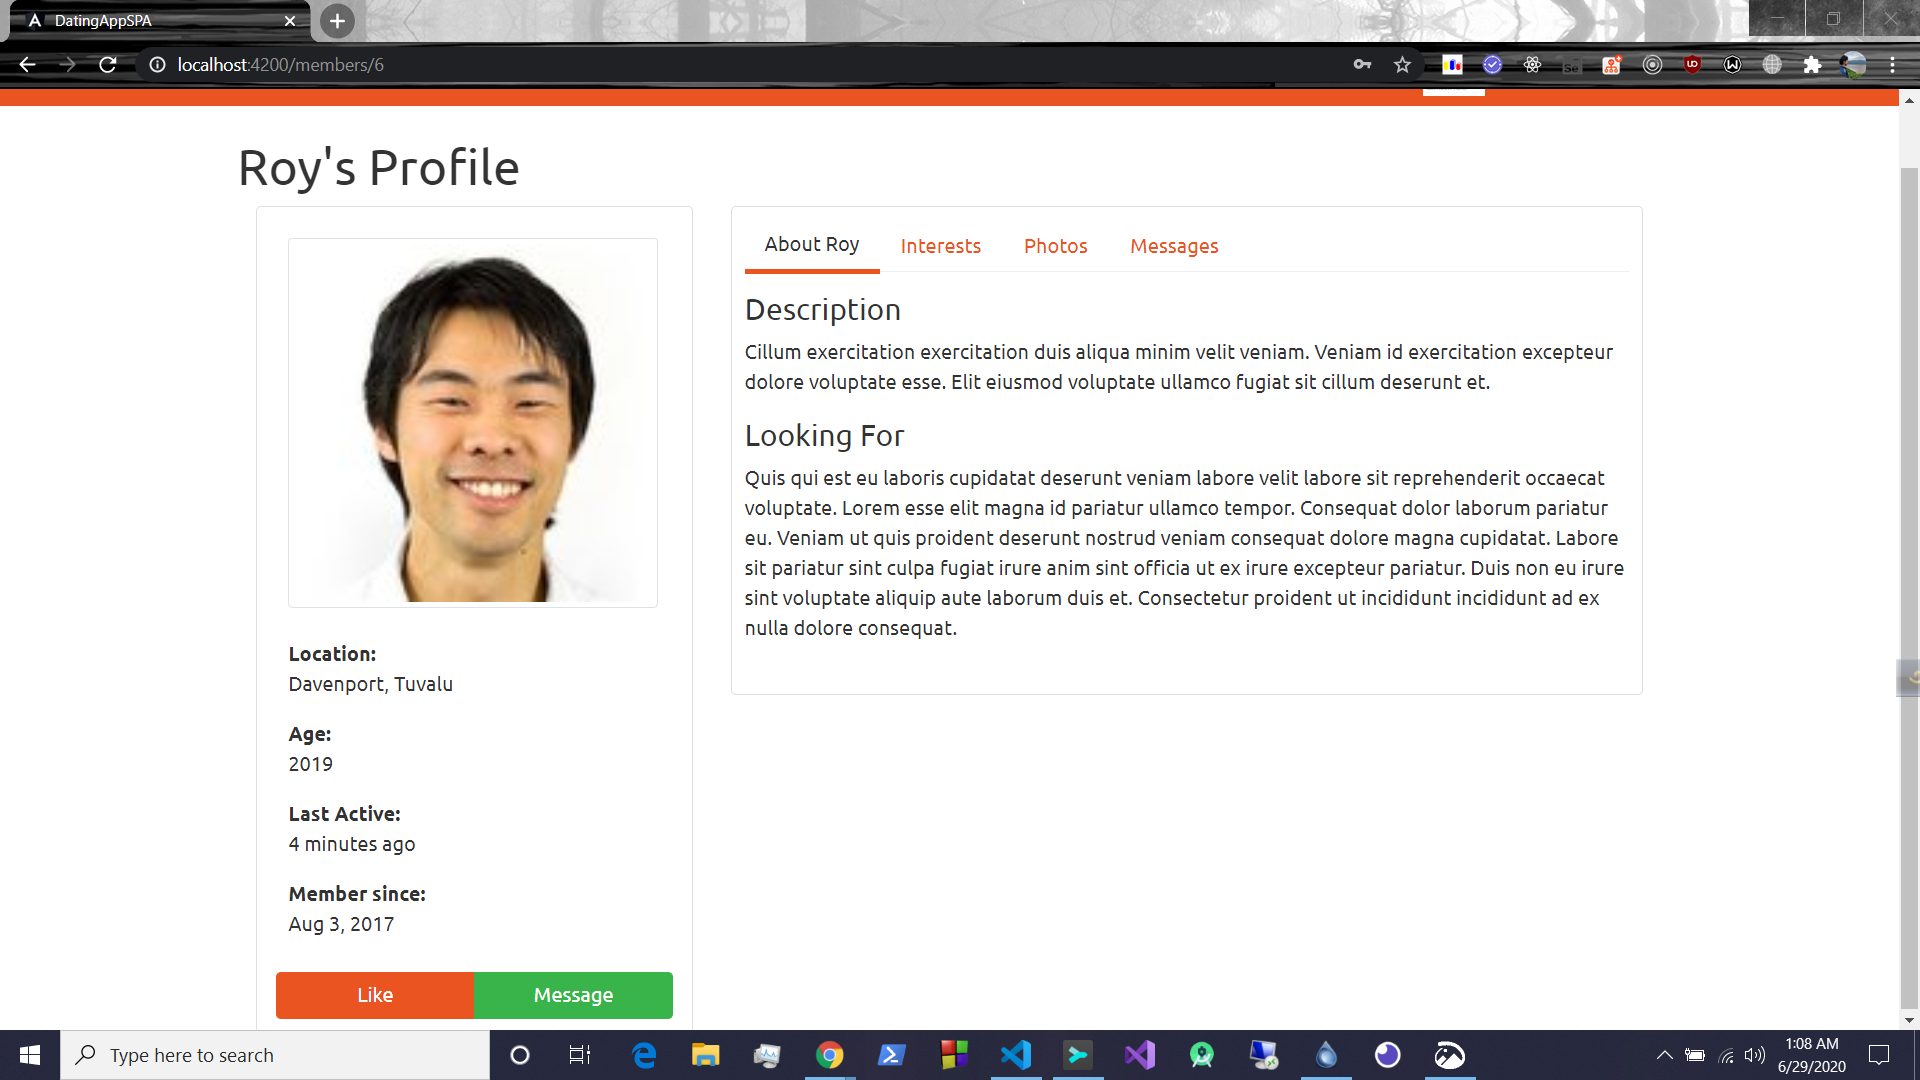 DatingAppSPA
localhost:4200/members/6
Roy's Profile
About Roy
Interests
Photos
Messages
Description
Cillum exercitation exercitation duis aliqua minim velit veniam. Veniam id exercitation excepteur
dolore voluptate esse. Elit eiusmod voluptate ullamco fugiat sit cillum deserunt et.
Looking For
Quis qui est eu laboris cupidatat deserunt veniam labore velit labore sit reprehenderit occaecat
voluptate. Lorem esse elit magna id pariatur ullamco tempor. Consequat dolor laborum pariatur
eu. Veniam ut quis proident deserunt nostrud veniam consequat dolore magna cupidatat. Labore
sit pariatur sint culpa fugiat irure anim sint officia ut ex irure excepteur pariatur. Duis non eu irure
sint voluptate aliquip aute laborum duis et. Consectetur proident ut incididunt incididunt ad ex
nulla dolore consequat.
Location:
Davenport, Tuvalu
Age:
2019
Last Active:
4 minutes ago
Member since:
Aug 3, 2017
Like
Message
Type here to search
1:08 AM
6/29/2020